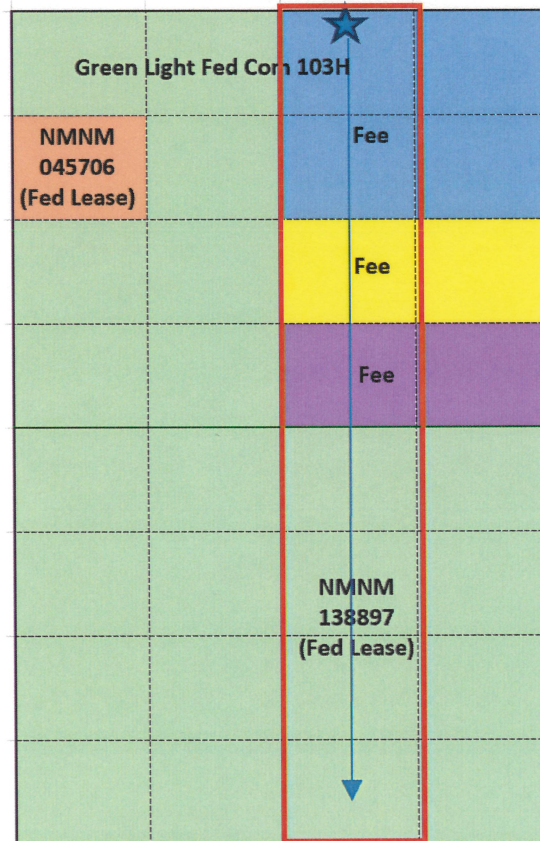 Green Light Fed Com 103H
NMNM
045706
(Fed Lease)
Fee
Fee
Fee
NMNM
138897
(Fed Lease)